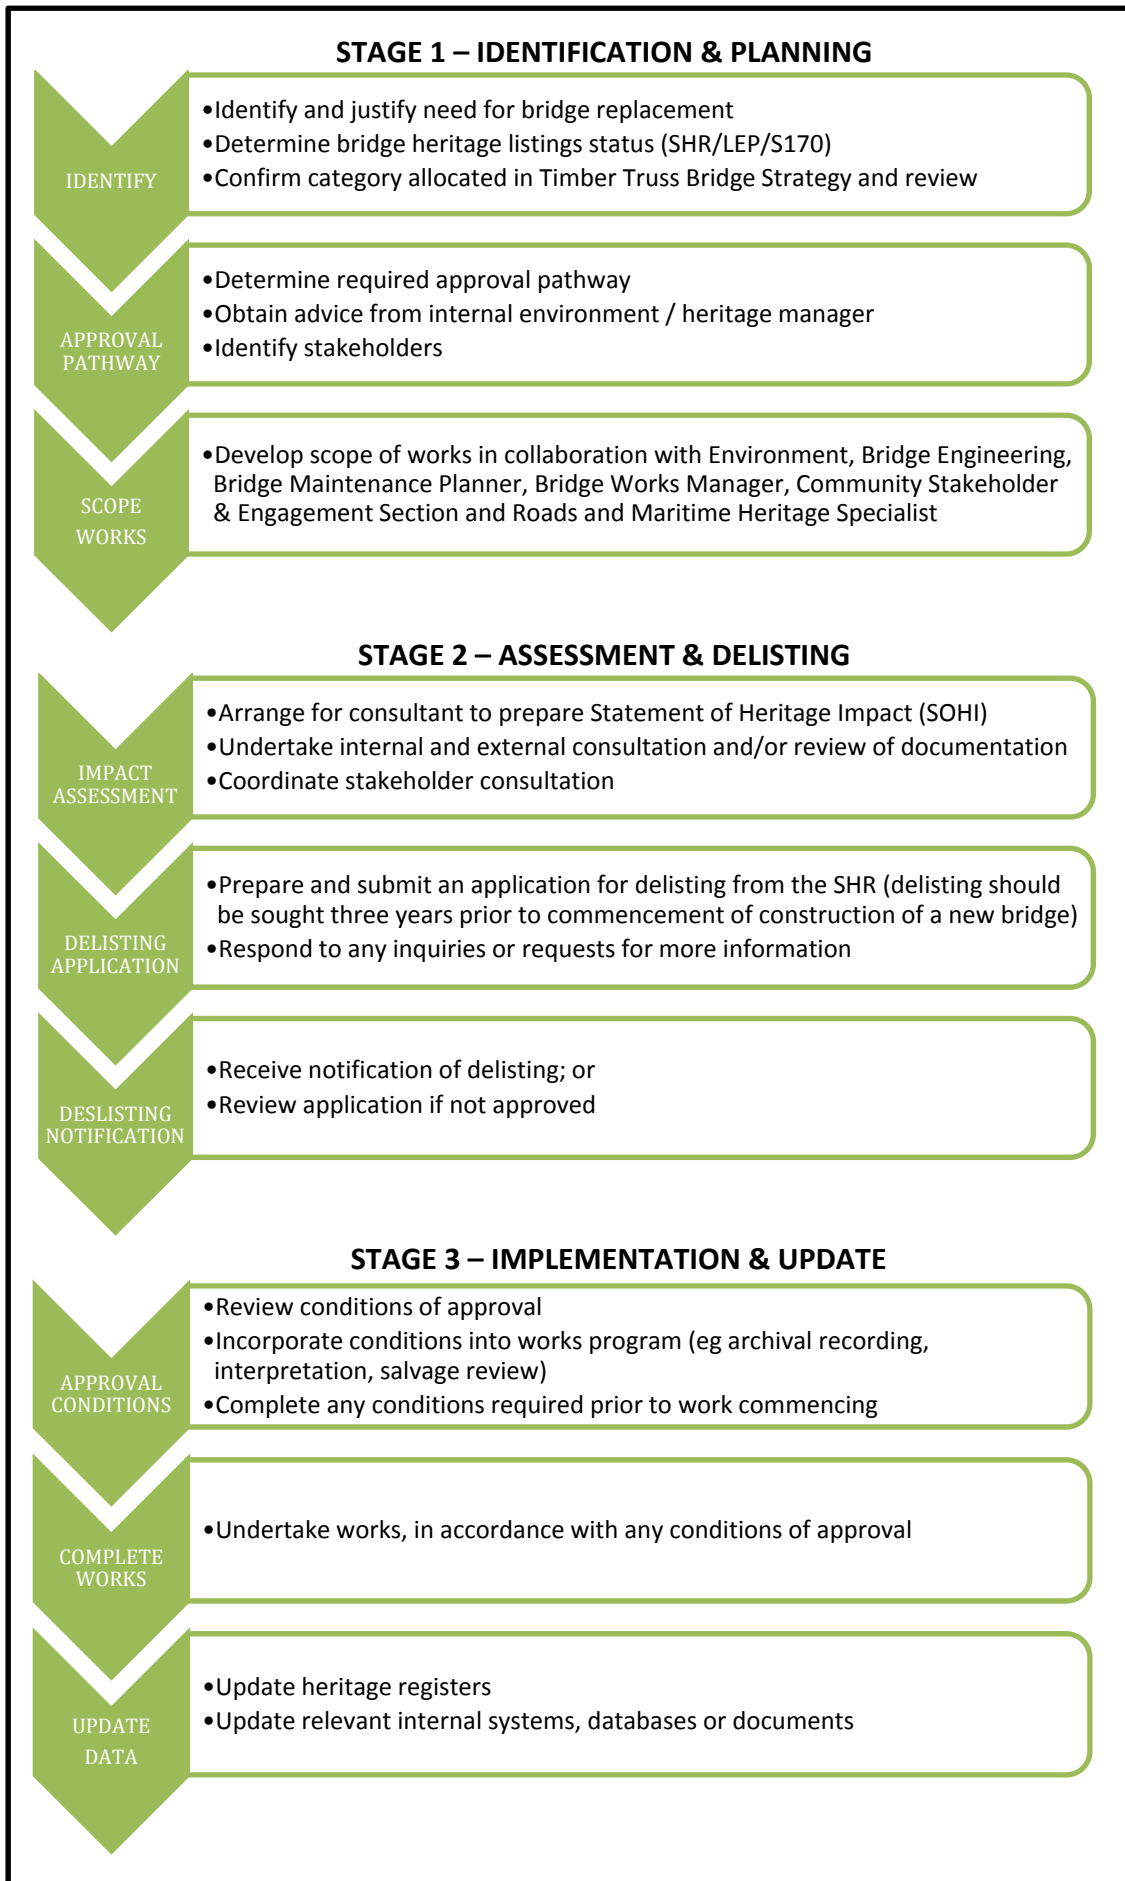 STAGE 1 – IDENTIFICATION & PLANNING
IDENTIFY
•Identify and justify need for bridge replacement
•Determine bridge heritage listings status (SHR/LEP/S170)
•Confirm category allocated in Timber Truss Bridge Strategy and review
APPROVAL
PATHWAY
•Determine required approval pathway
•Obtain advice from internal environment / heritage manager
•Identify stakeholders
SCOPE
WORKS
•Develop scope of works in collaboration with Environment, Bridge Engineering,
Bridge Maintenance Planner, Bridge Works Manager, Community Stakeholder
& Engagement Section and Roads and Maritime Heritage Specialist
STAGE 2 – ASSESSMENT & DELISTING
IMPACT
ASSESSMENT
•Arrange for consultant to prepare Statement of Heritage Impact (SOHI)
•Undertake internal and external consultation and/or review of documentation
•Coordinate stakeholder consultation
DELISTING
APPLICATION
•Prepare and submit an application for delisting from the SHR (delisting should
be sought three years prior to commencement of construction of a new bridge)
•Respond to any inquiries or requests for more information
DESLISTING
NOTIFICATION
•Receive notification of delisting; or
•Review application if not approved
STAGE 3 – IMPLEMENTATION & UPDATE
APPROVAL
CONDITIONS
•Review conditions of approval
•Incorporate conditions into works program (eg archival recording,
interpretation, salvage review)
•Complete any conditions required prior to work commencing
COMPLETE
WORKS
•Undertake works, in accordance with any conditions of approval
UPDATE
DATA
•Update heritage registers
•Update relevant internal systems, databases or documents